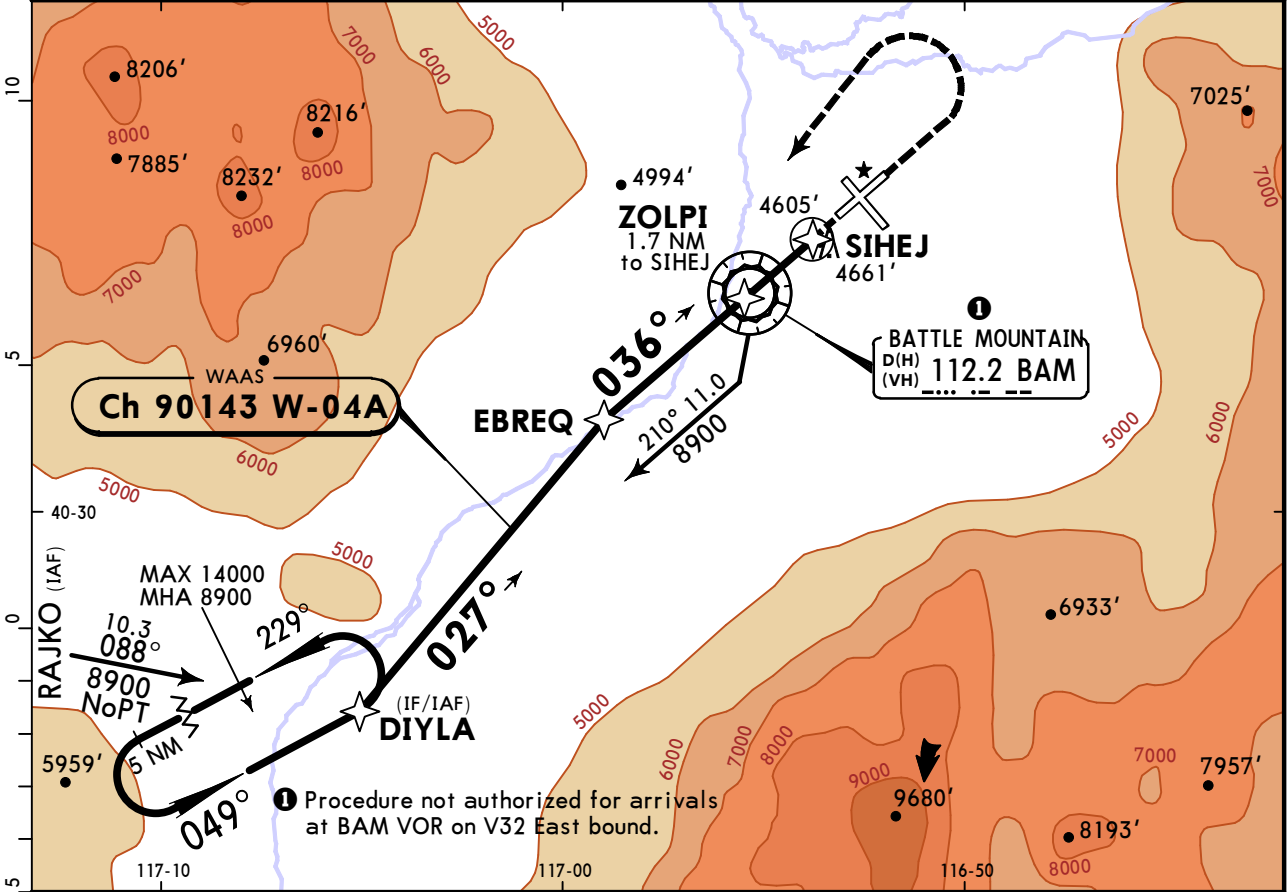 5000
6000
7000
8206'
8216'
8000
7885'
8232'
8000
8000
7000
10
4994'
ZOLPI
1.7 NM
to SIHEJ
4605'
SIHEJ
4661'
7025'
7000
6960'
5
WAAS
Ch 90143 W-04A
6000
5000
EBREQ
036°
210° 11.0
8900
1
BATTLE MOUNTAIN
D(H)
(VH)
112.2 BAM
5000
6000
40-30
5000
RAJKO (IAF)
MAX 14000
MHA 8900
10.3
088°
8900
NoPT
229°
027°
0
(IF/IAF)
DIYLA
5 NM
049°
5959'
6933'
5000
6000
7000
8000
9000
9680'
7000
7957'
8193'
8000
1 Procedure not authorized for arrivals
at BAM VOR on V32 East bound.
5
117-10
117-00
116-50